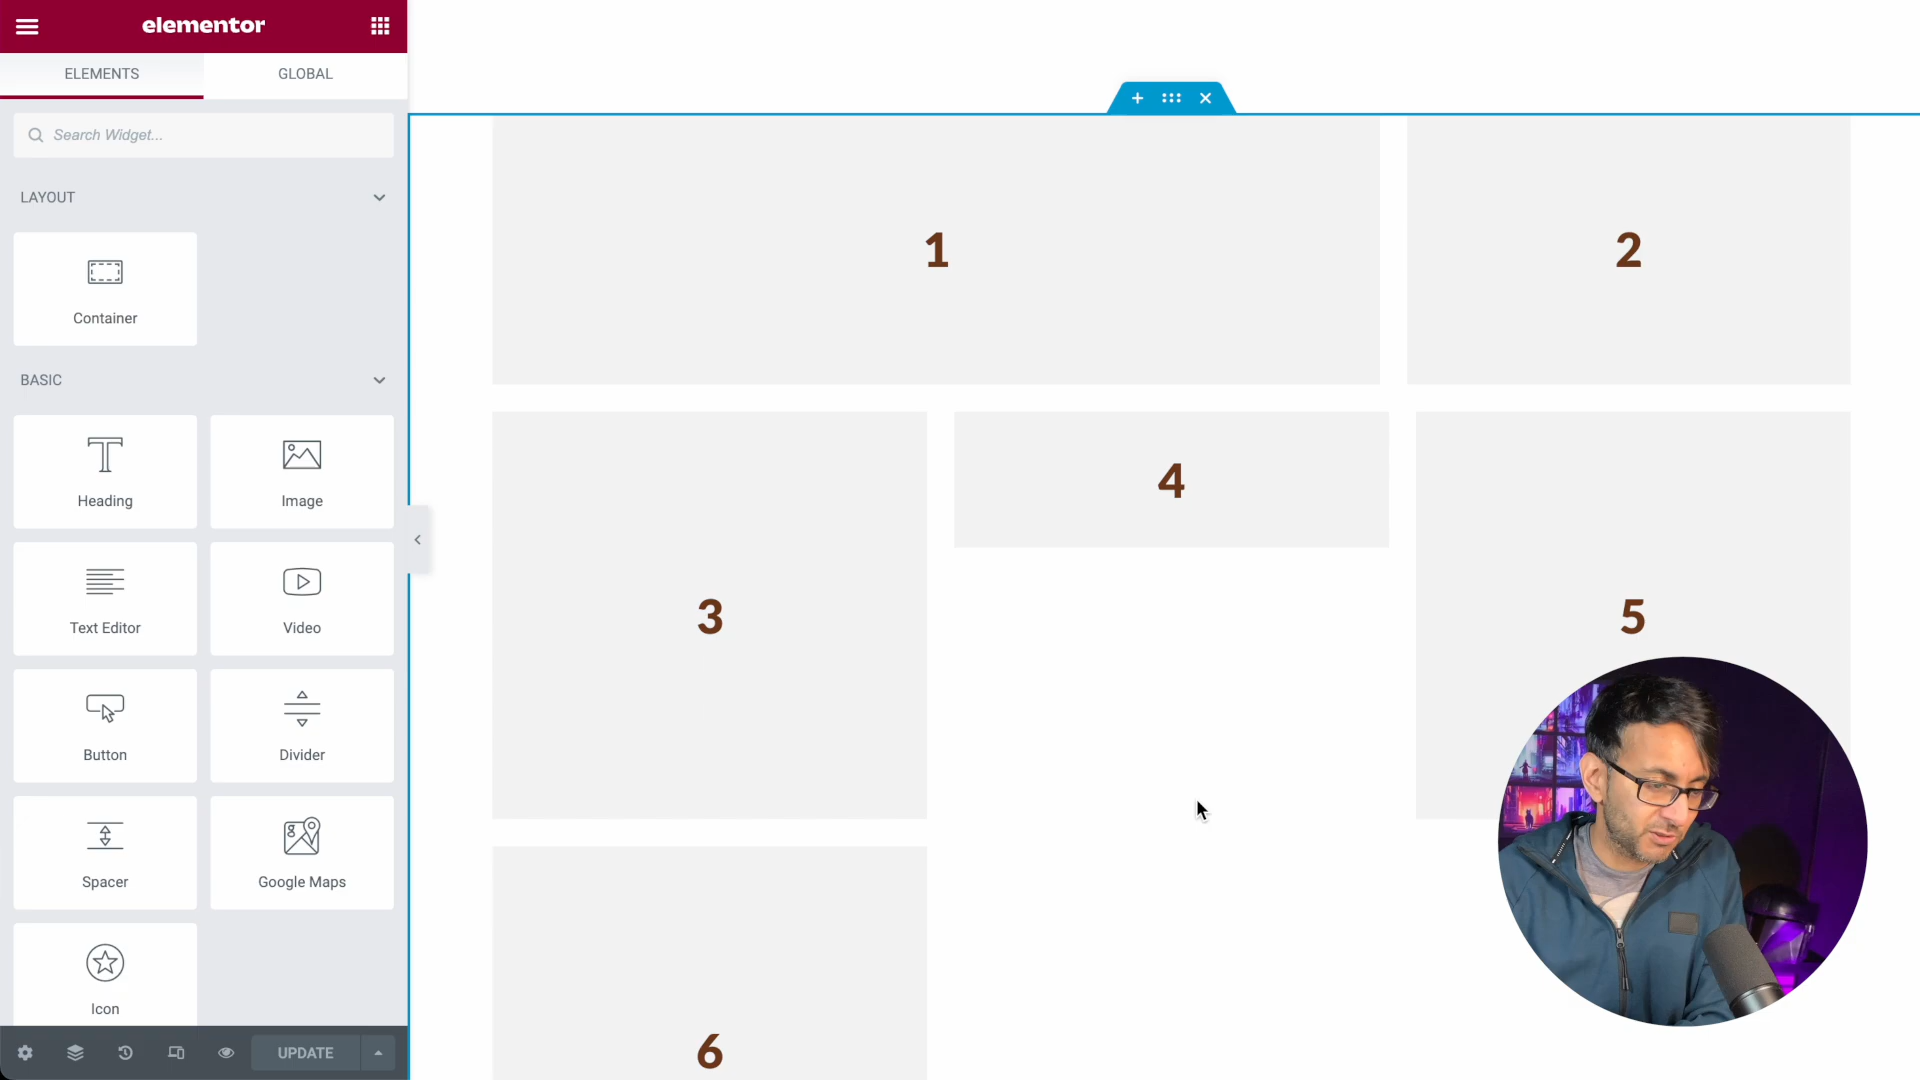 elementor
ELEMENTS
GLOBAL
Search Widget...
LAYOUT
Container
BASIC
Heading
Image
Text Editor
Video
Button
Divider
Spacer
Google Maps
Icon
UPDATE
1
2
3
4
5
6